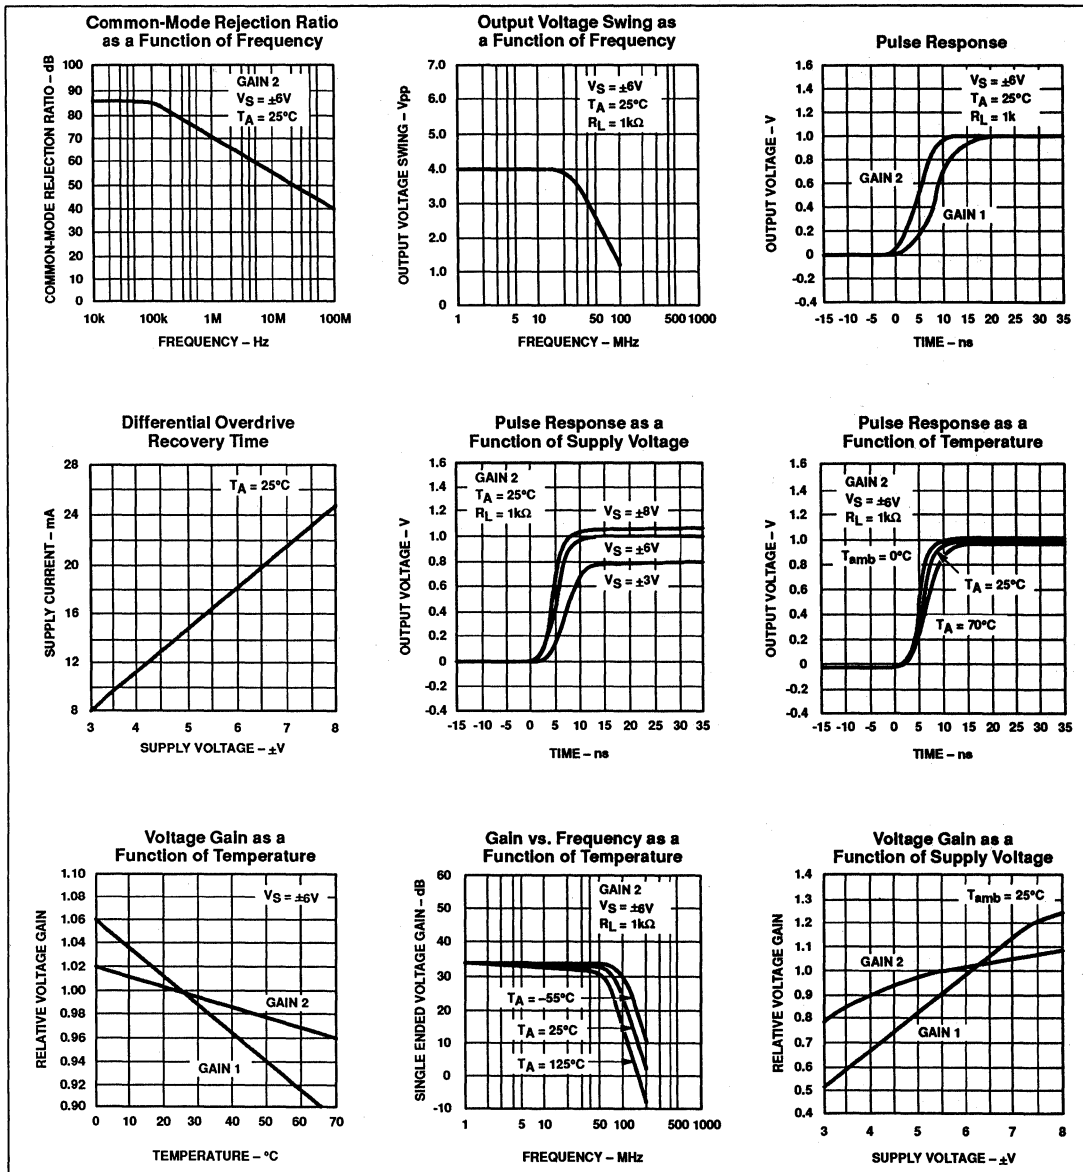 Common-Mode Rejection Ratio
as a Function of Frequency
COMMON-MODE REJECTION RATIO – dB
100
90
80
70
60
50
40
30
20
10
0
GAIN 2
VS = ±6V
TA = 25°C
10k 100k 1M 10M 100M
FREQUENCY – Hz
Output Voltage Swing as
a Function of Frequency
OUTPUT VOLTAGE SWING – Vpp
7.0
6.0
5.0
4.0
3.0
2.0
1.0
0
VS = ±6V
TA = 25°C
RL = 1kΩ
1 5 10 50 100 500 1000
FREQUENCY – MHz
Pulse Response
OUTPUT VOLTAGE – V
1.6
1.4
1.2
1.0
0.8
0.6
0.4
0.2
0
-0.2
-0.4
VS = ±6V
TA = 25°C
RL = 1k
GAIN 2
GAIN 1
-15 -10 -5 0 5 10 15 20 25 30 35
TIME – ns
Differential Overdrive
Recovery Time
SUPPLY CURRENT – mA
28
24
20
16
12
8
TA = 25°C
3 4 5 6 7 8
SUPPLY VOLTAGE – ±V
Pulse Response as a
Function of Supply Voltage
OUTPUT VOLTAGE – V
1.6
1.4
1.2
1.0
0.8
0.6
0.4
0.2
0
-0.2
-0.4
GAIN 2
TA = 25°C
RL = 1kΩ
VS = ±8V
VS = ±6V
VS = ±3V
-15 -10 -5 0 5 10 15 20 25 30 35
TIME – ns
Pulse Response as a
Function of Temperature
OUTPUT VOLTAGE – V
1.6
1.4
1.2
1.0
0.8
0.6
0.4
0.2
0
-0.2
-0.4
GAIN 2
VS = ±6V
RL = 1kΩ
Tamb = 0°C
TA = 25°C
TA = 70°C
-15 -10 -5 0 5 10 15 20 25 30 35
TIME – ns
Voltage Gain as a
Function of Temperature
RELATIVE VOLTAGE GAIN
1.10
1.08
1.06
1.04
1.02
1.00
0.98
0.96
0.94
0.92
0.90
VS = ±6V
GAIN 2
GAIN 1
0 10 20 30 40 50 60 70
TEMPERATURE – °C
Gain vs. Frequency as a
Function of Temperature
SINGLE ENDED VOLTAGE GAIN – dB
60
50
40
30
20
10
0
-10
GAIN 2
VS = ±6V
RL = 1kΩ
TA = –55°C
TA = 25°C
TA = 125°C
1 5 10 50 100 500 1000
FREQUENCY – MHz
Voltage Gain as a
Function of Supply Voltage
RELATIVE VOLTAGE GAIN
1.4
1.3
1.2
1.1
1.0
0.9
0.8
0.7
0.6
0.5
0.4
Tamb = 25°C
GAIN 2
GAIN 1
3 4 5 6 7 8
SUPPLY VOLTAGE – ±V